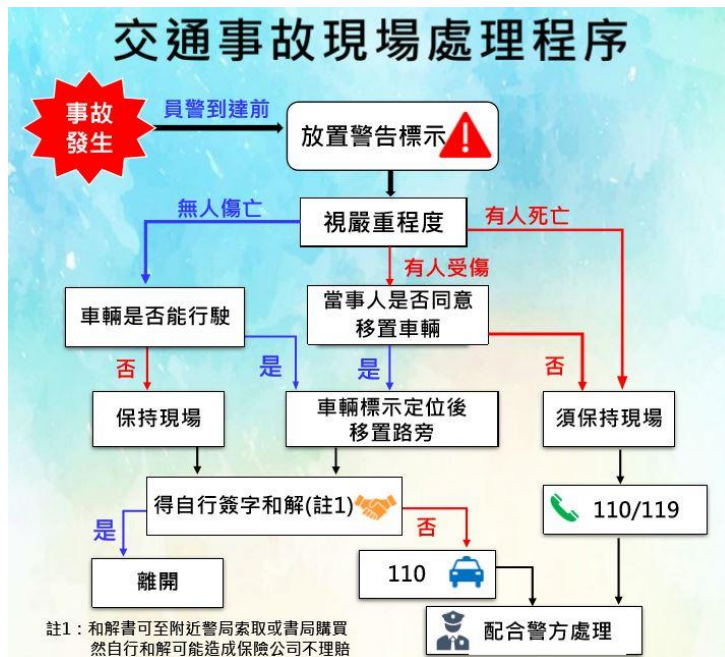 交通事故現場處理程序
事故
發生
員警到達前
放置警告標示
無人傷亡
視嚴重程度
有人死亡
有人受傷
車輛是否能行駛
當事人是否同意
移置車輛
否
是
是
否
保持現場
車輛標示定位後
移置路旁
須保持現場
得自行簽字和解(註1)
110/119
是
否
離開
110
配合警方處理
註1：和解書可至附近警局索取或書局購買
然自行和解可能造成保險公司不理賠